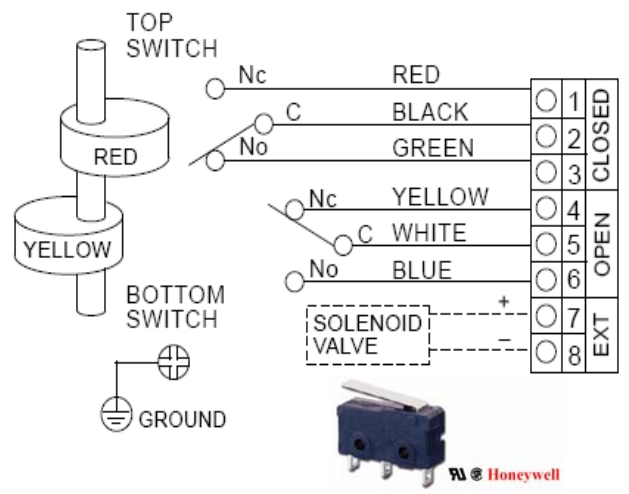 TOP
SWITCH
Nc RED
C BLACK
No GREEN
1
2
3
CLOSED
RED
Nc YELLOW
C WHITE
No BLUE
4
5
6
OPEN
YELLOW
BOTTOM
SWITCH
SOLENOID
VALVE
+
−
7
8
EXT
GROUND
Honeywell